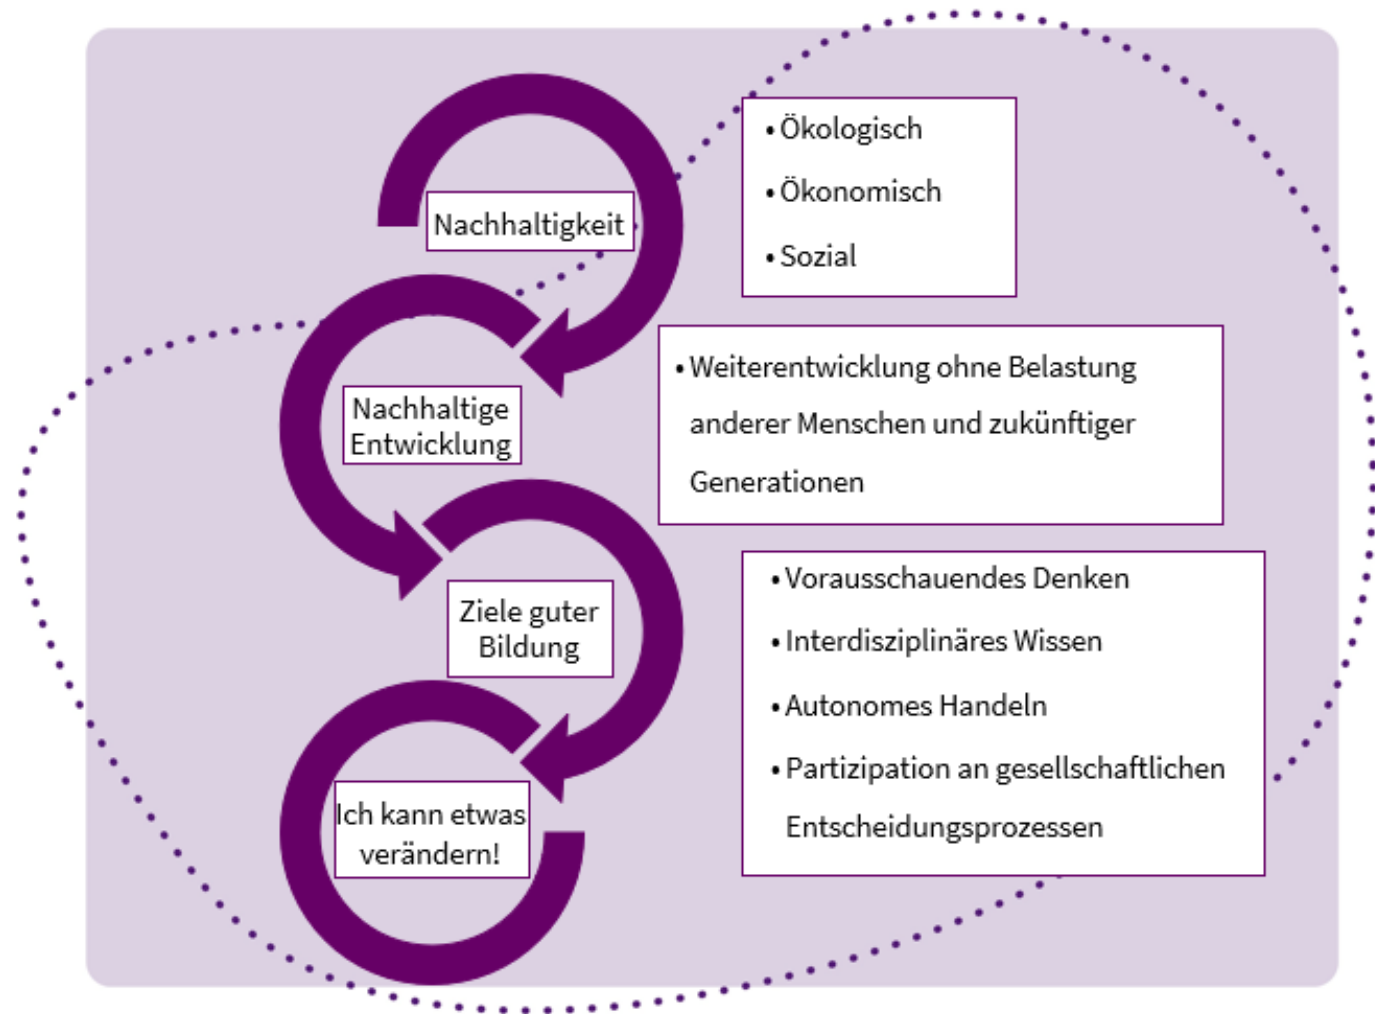 Nachhaltigkeit
• Ökologisch
• Ökonomisch
• Sozial
Nachhaltige
Entwicklung
• Weiterentwicklung ohne Belastung
anderer Menschen und zukünftiger
Generationen
Ziele guter
Bildung
• Vorausschauendes Denken
• Interdisziplinäres Wissen
• Autonomes Handeln
• Partizipation an gesellschaftlichen
Entscheidungsprozessen
Ich kann etwas
verändern!